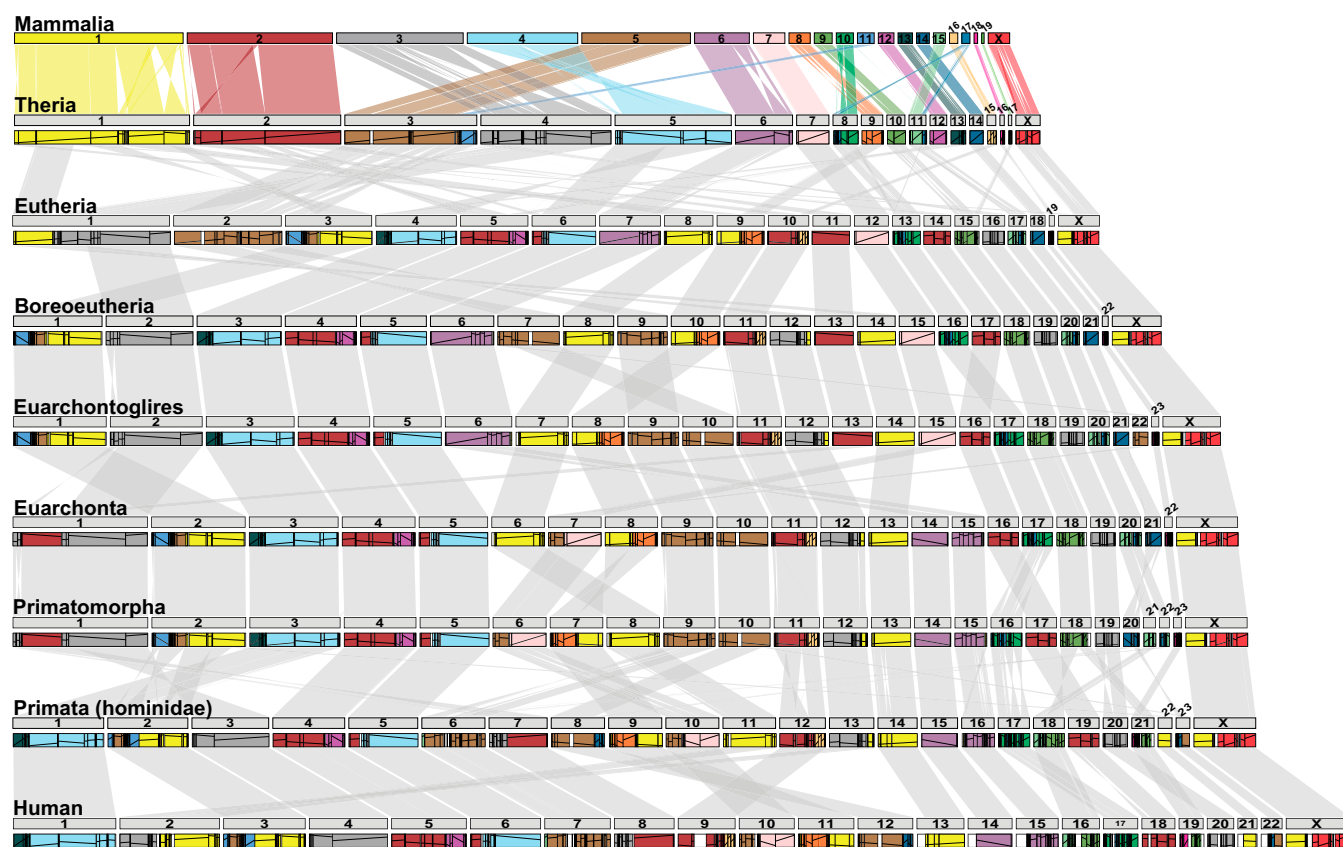 Mammalia
1 2 3 4 5 6 7 8 9 10 11 12 13 14 15 16 17 18 19 X
Theria
1 2 3 4 5 6 7 8 9 10 11 12 13 14 15 16 17 X
Eutheria
1 2 3 4 5 6 7 8 9 10 11 12 13 14 15 16 17 18 19 X
Boreoeutheria
1 2 3 4 5 6 7 8 9 10 11 12 13 14 15 16 17 18 19 20 21 22 X
Euarchontoglires
1 2 3 4 5 6 7 8 9 10 11 12 13 14 15 16 17 18 19 20 21 22 23 X
Euarchonta
1 2 3 4 5 6 7 8 9 10 11 12 13 14 15 16 17 18 19 20 21 22 X
Primatomorpha
1 2 3 4 5 6 7 8 9 10 11 12 13 14 15 16 17 18 19 20 21 22 23 X
Primata (hominidae)
1 2 3 4 5 6 7 8 9 10 11 12 13 14 15 16 17 18 19 20 21 22 23 X
Human
1 2 3 4 5 6 7 8 9 10 11 12 13 14 15 16 17 18 19 20 21 22 X